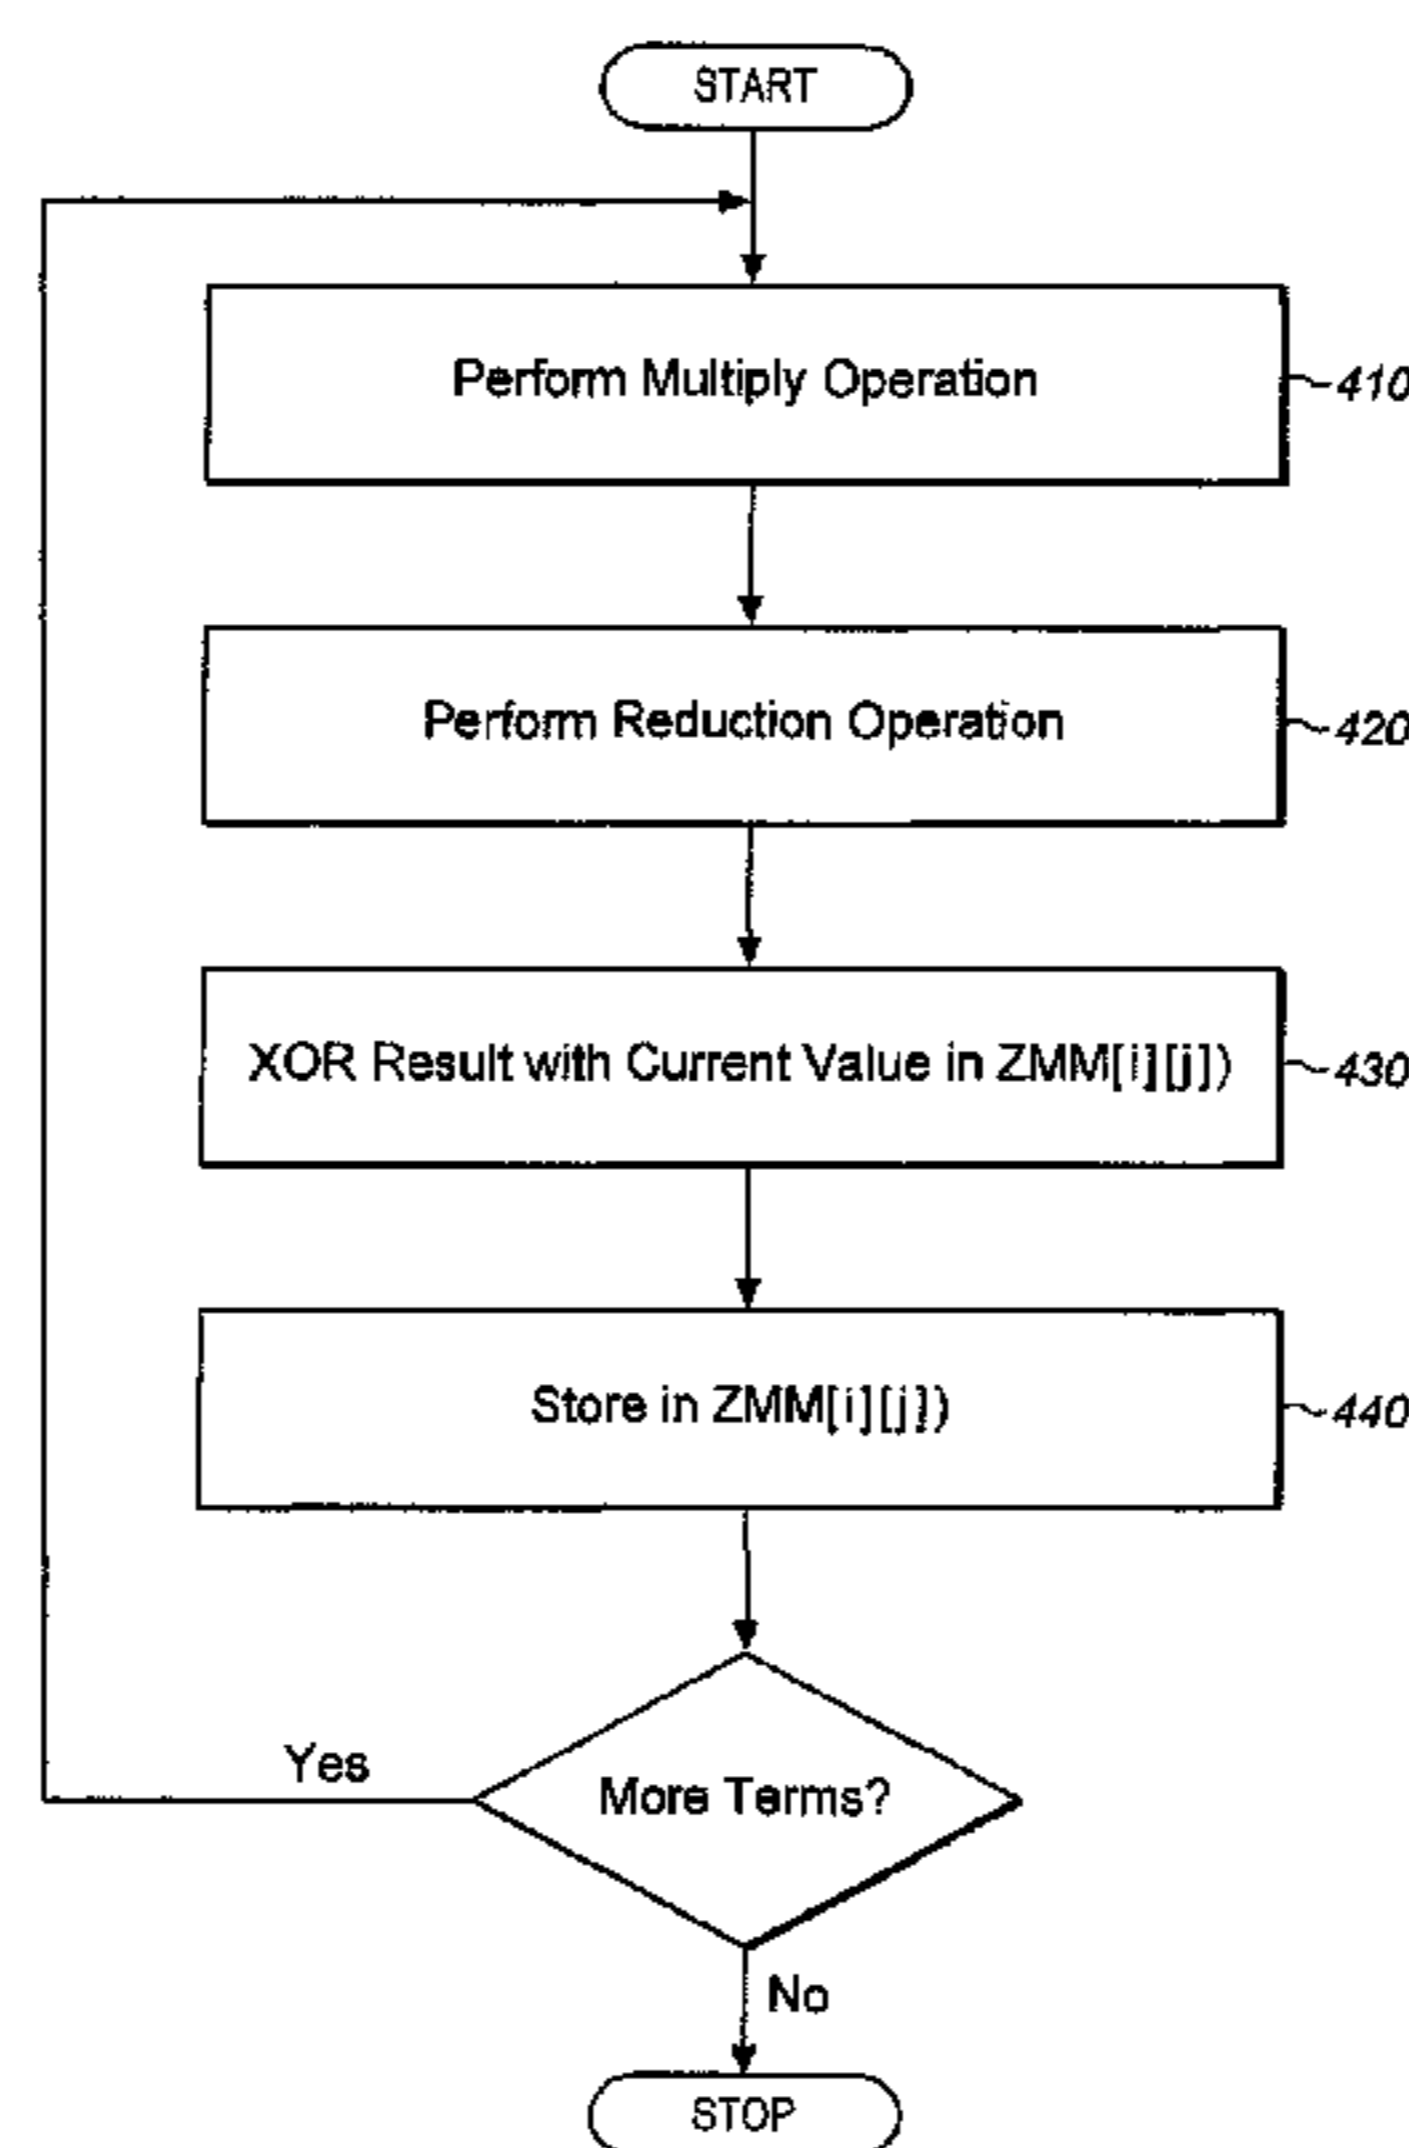 START
Perform Multiply Operation
410
Perform Reduction Operation
420
XOR Result with Current Value in ZMM[i][j])
430
Store in ZMM[i][j])
440
More Terms?
Yes
No
STOP